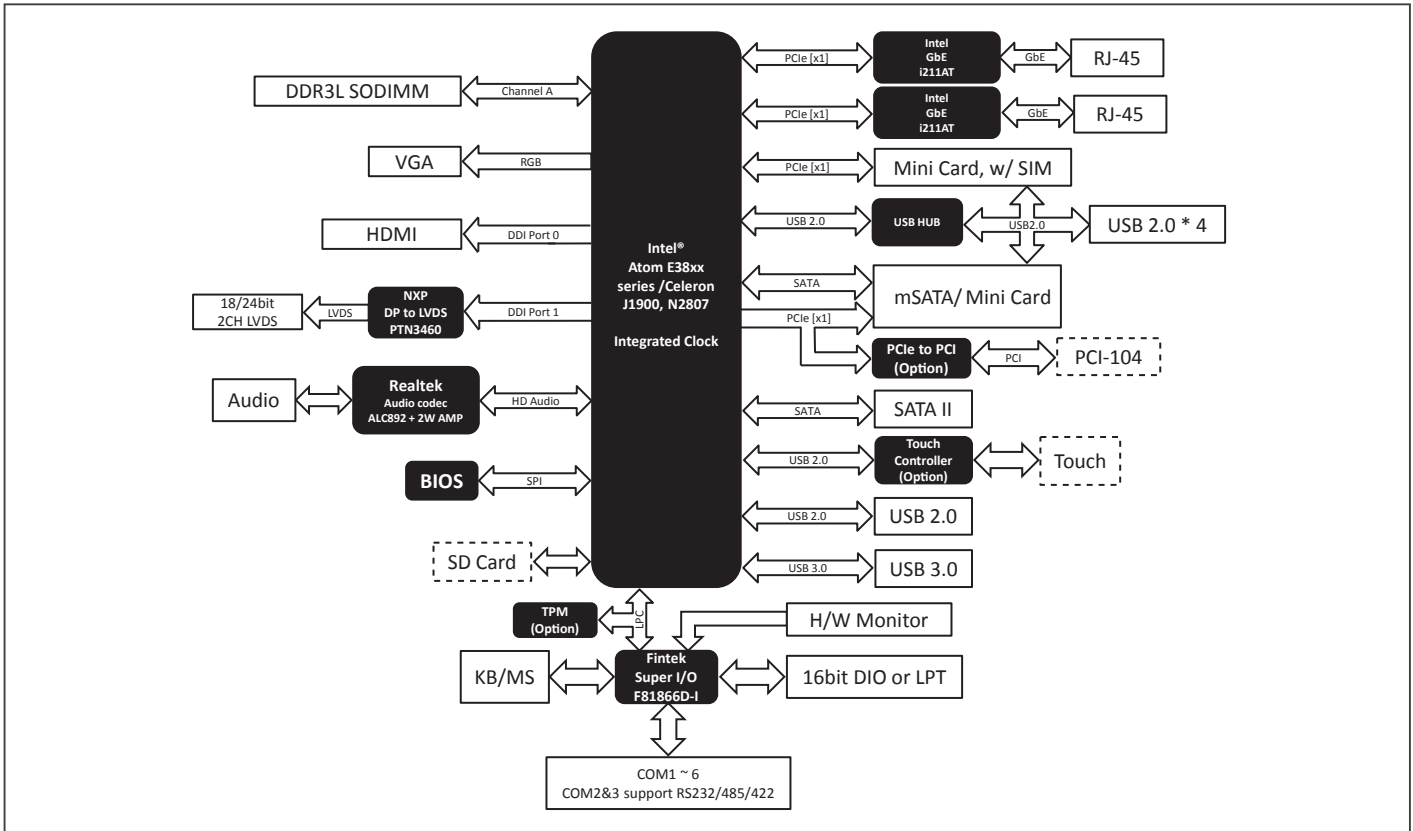 DDR3L SODIMM
Channel A
VGA
RGB
HDMI
DDI Port 0
18/24bit
2CH LVDS
LVDS
NXP
DP to LVDS
PTN3460
DDI Port 1
Audio
Realtek
Audio codec
ALC892 + 2W AMP
HD Audio
BIOS
SPI
SD Card
Intel®
Atom E38xx
series /Celeron
J1900, N2807
Integrated Clock
PCIe [x1]
Intel
GbE
i211AT
GbE
RJ-45
PCIe [x1]
Intel
GbE
i211AT
GbE
RJ-45
PCIe [x1]
Mini Card, w/ SIM
USB 2.0
USB HUB
USB2.0
USB 2.0 * 4
SATA
mSATA/ Mini Card
PCIe [x1]
PCIe to PCI
(Option)
PCI
PCI-104
SATA
SATA II
USB 2.0
Touch
Controller
(Option)
Touch
USB 2.0
USB 2.0
USB 3.0
USB 3.0
TPM
(Option)
LPC
H/W Monitor
KB/MS
Fintek
Super I/O
F81866D-I
16bit DIO or LPT
COM1 ~ 6
COM2&3 support RS232/485/422